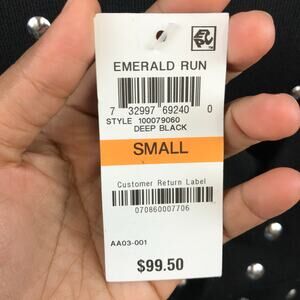 EMERALD RUN
7 32997 69240 0
STYLE 100079060
DEEP BLACK
SMALL
Customer Return Label
070860007706
AA03-001
$99.50